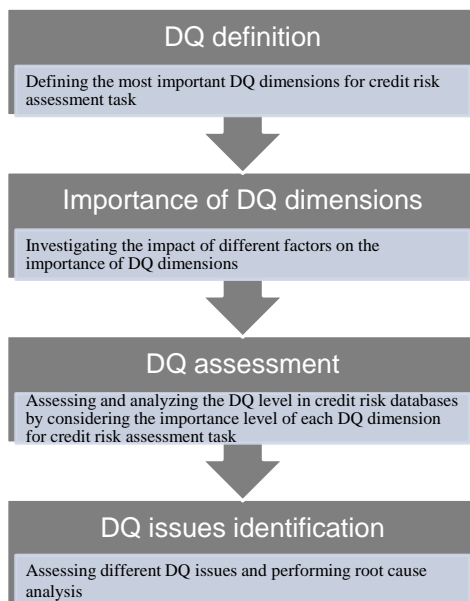 DQ definition
Defining the most important DQ dimensions for credit risk
assessment task
Importance of DQ dimensions
Investigating the impact of different factors on the
importance of DQ dimensions
DQ assessment
Assessing and analyzing the DQ level in credit risk databases
by considering the importance level of each DQ dimension
for credit risk assessment task
DQ issues identification
Assessing different DQ issues and performing root cause
analysis